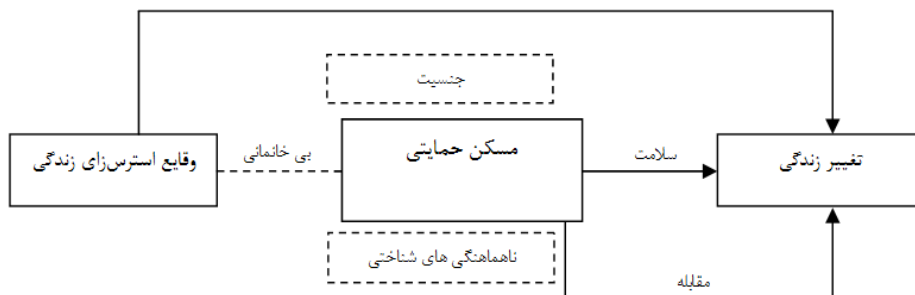 جنسیت
وقایع استرس‌زای زندگی
بی خانمانی
مسکن حمایتی
سلامت
تغییر زندگی
ناهماهنگی های شناختی
مقابله